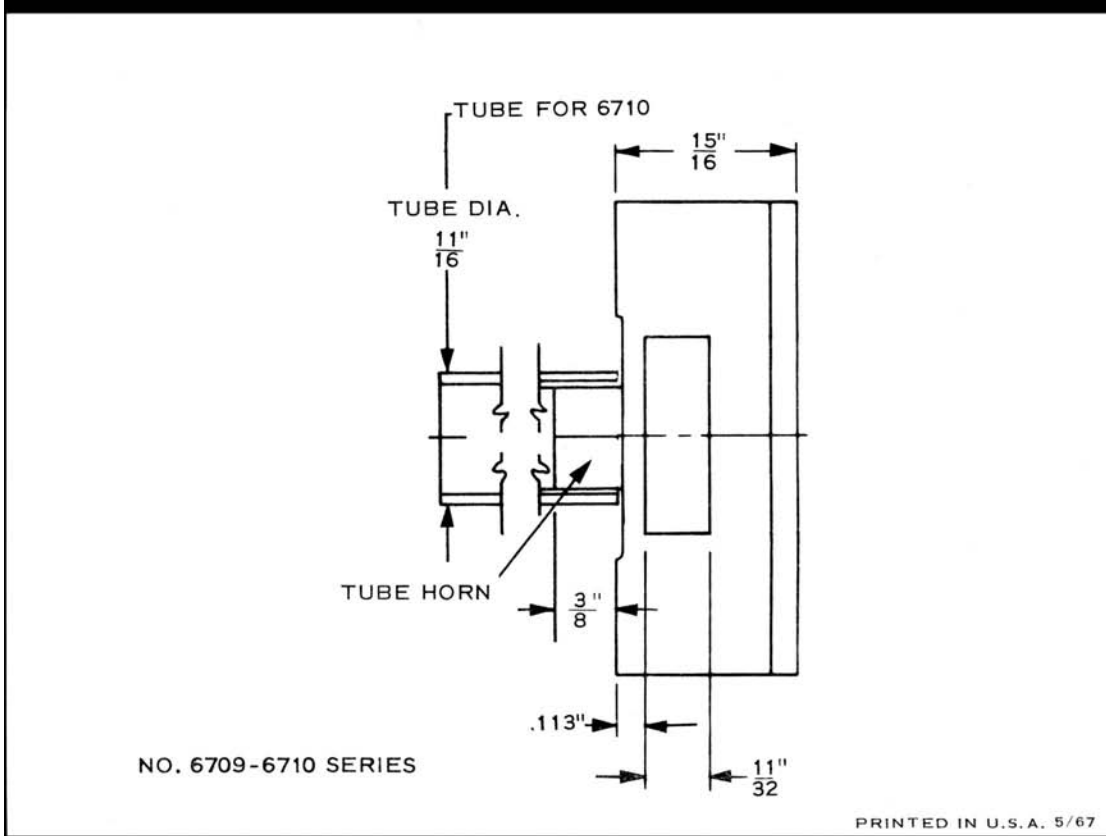 TUBE FOR 6710
15"
16
TUBE DIA.
11"
16
TUBE HORN
3"
8
.113"
11"
32
NO. 6709-6710 SERIES
PRINTED IN U.S.A. 5/67